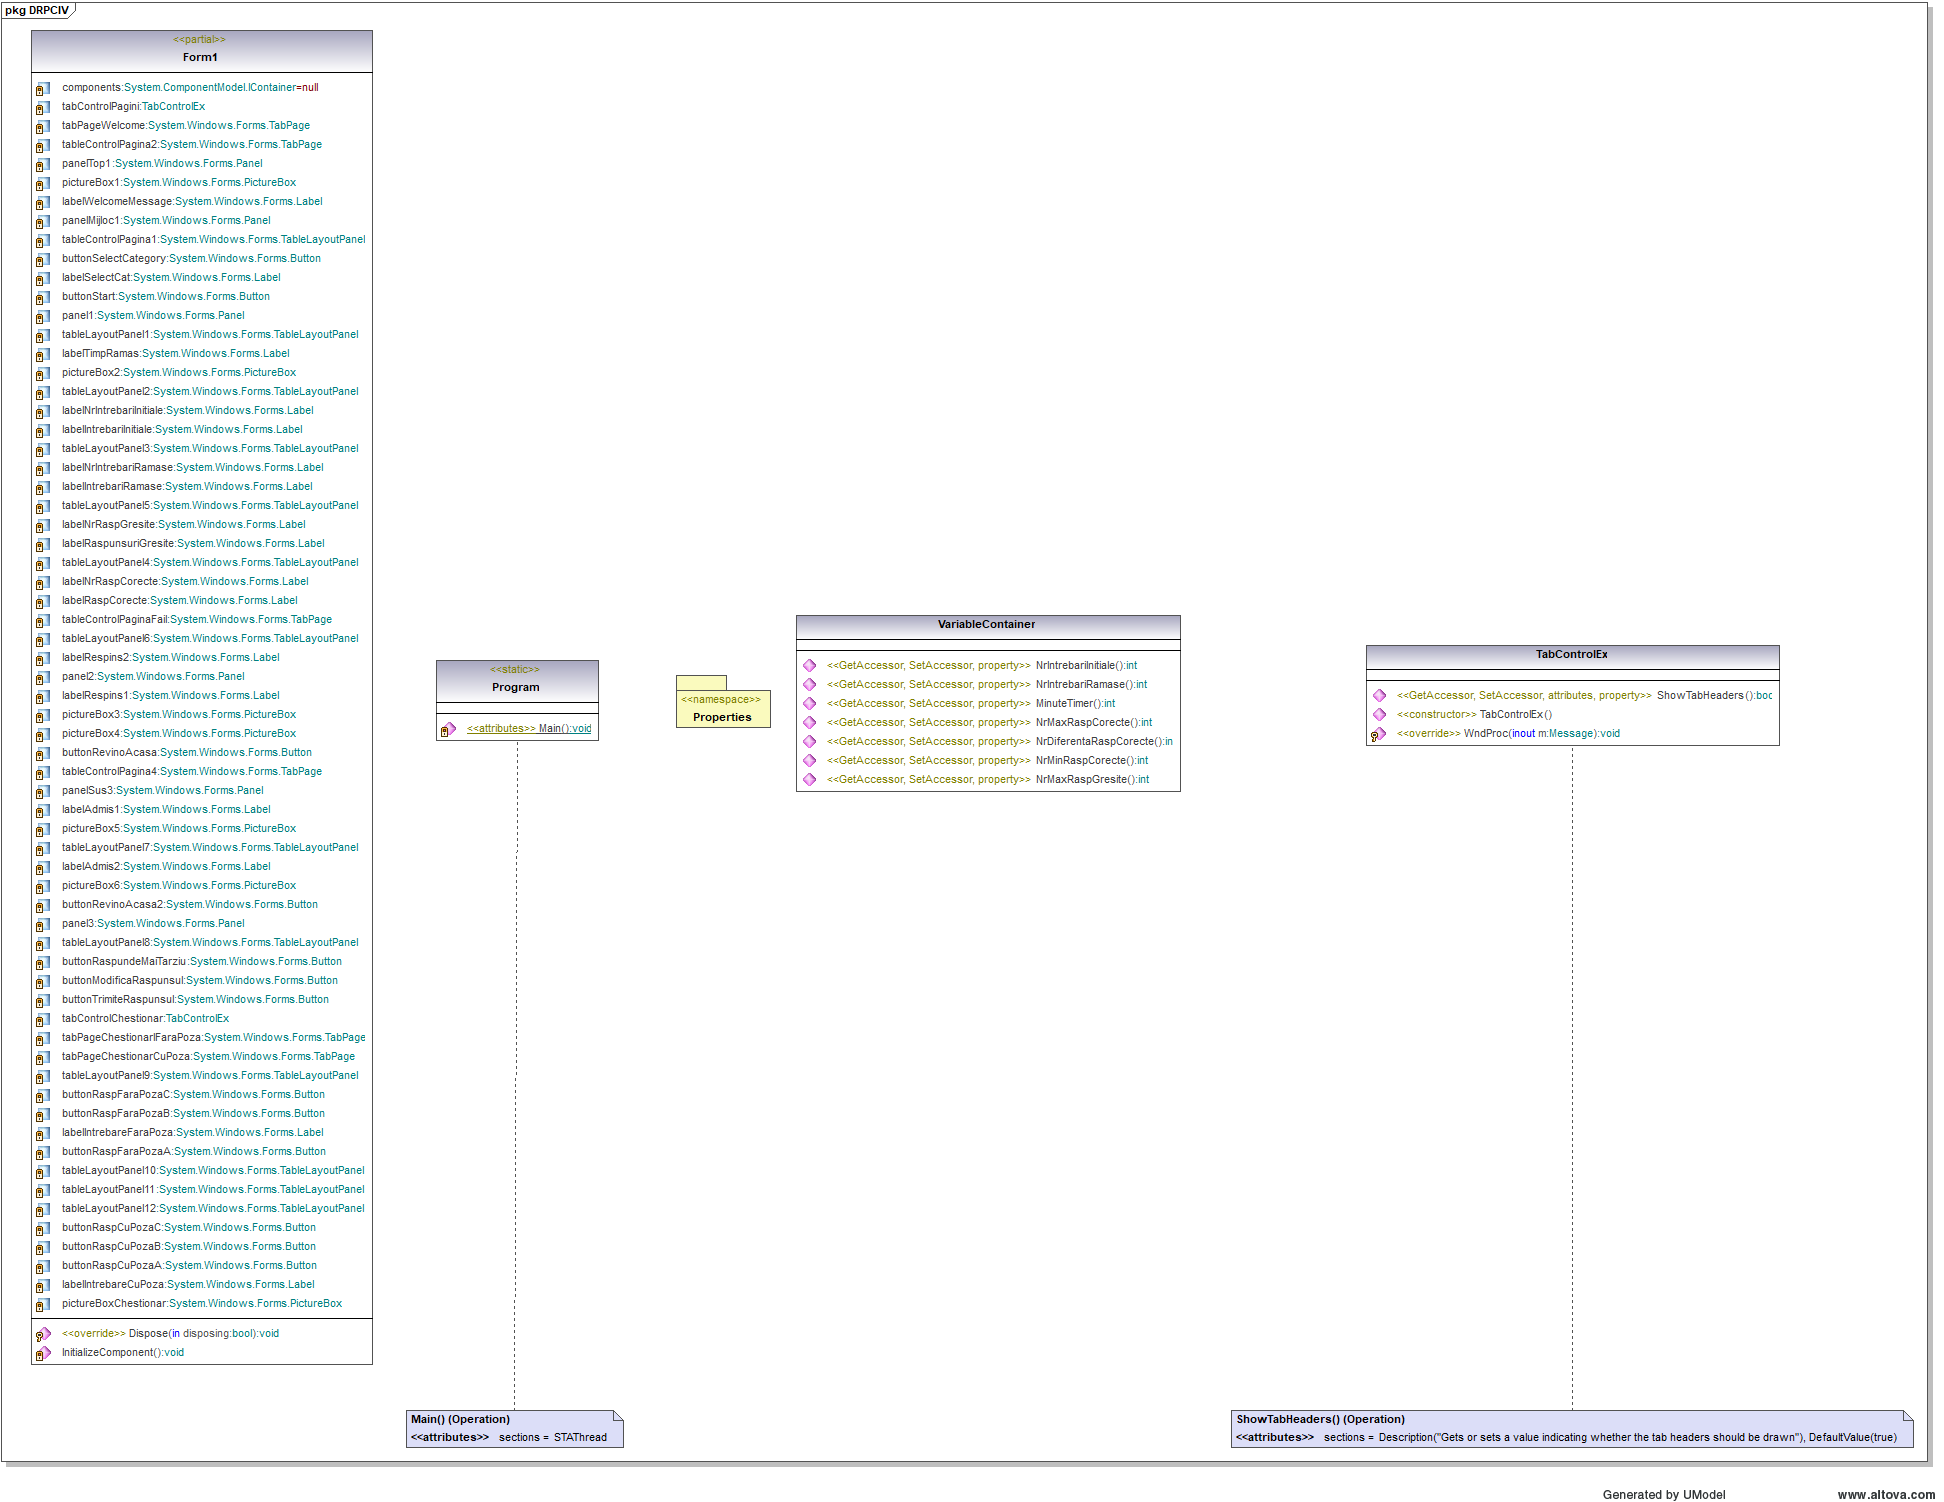 pkg DRPCIV
<<partial>>
Form1
components:System.ComponentModel.IContainer=null
tabControlPagini:TabControlEx
tabPageWelcome:System.Windows.Forms.TabPage
tableControlPagina2:System.Windows.Forms.TabPage
panelTop1:System.Windows.Forms.Panel
pictureBox1:System.Windows.Forms.PictureBox
labelWelcomeMessage:System.Windows.Forms.Label
panelMijloc1:System.Windows.Forms.Panel
tableControlPagina1:System.Windows.Forms.TableLayoutPanel
buttonSelectCategory:System.Windows.Forms.Button
labelSelectCat:System.Windows.Forms.Label
buttonStart:System.Windows.Forms.Button
panel1:System.Windows.Forms.Panel
tableLayoutPanel1:System.Windows.Forms.TableLayoutPanel
labelTimpRamas:System.Windows.Forms.Label
pictureBox2:System.Windows.Forms.PictureBox
tableLayoutPanel2:System.Windows.Forms.TableLayoutPanel
labelNrIntrebariInitiale:System.Windows.Forms.Label
labelIntrebariInitiale:System.Windows.Forms.Label
tableLayoutPanel3:System.Windows.Forms.TableLayoutPanel
labelNrIntrebariRamase:System.Windows.Forms.Label
labelIntrebariRamase:System.Windows.Forms.Label
tableLayoutPanel5:System.Windows.Forms.TableLayoutPanel
labelNrRaspGresite:System.Windows.Forms.Label
labelRaspunsuriGresite:System.Windows.Forms.Label
tableLayoutPanel4:System.Windows.Forms.TableLayoutPanel
labelNrRaspCorecte:System.Windows.Forms.Label
labelRaspCorecte:System.Windows.Forms.Label
tableControlPaginaFail:System.Windows.Forms.TabPage
tableLayoutPanel6:System.Windows.Forms.TableLayoutPanel
labelRespins2:System.Windows.Forms.Label
panel2:System.Windows.Forms.Panel
labelRespins1:System.Windows.Forms.Label
pictureBox3:System.Windows.Forms.PictureBox
pictureBox4:System.Windows.Forms.PictureBox
buttonRevinoAcasa:System.Windows.Forms.Button
tableControlPagina4:System.Windows.Forms.TabPage
panelSus3:System.Windows.Forms.Panel
labelAdmis1:System.Windows.Forms.Label
pictureBox5:System.Windows.Forms.PictureBox
tableLayoutPanel7:System.Windows.Forms.TableLayoutPanel
labelAdmis2:System.Windows.Forms.Label
pictureBox6:System.Windows.Forms.PictureBox
buttonRevinoAcasa2:System.Windows.Forms.Button
panel3:System.Windows.Forms.Panel
tableLayoutPanel8:System.Windows.Forms.TableLayoutPanel
buttonRaspundeMaiTarziu:System.Windows.Forms.Button
buttonModificaRaspunsul:System.Windows.Forms.Button
buttonTrimiteRaspunsul:System.Windows.Forms.Button
tabControlChestionar:TabControlEx
tabPageChestionarlFaraPoza:System.Windows.Forms.TabPage
tabPageChestionarCuPoza:System.Windows.Forms.TabPage
tableLayoutPanel9:System.Windows.Forms.TableLayoutPanel
buttonRaspFaraPozaC:System.Windows.Forms.Button
buttonRaspFaraPozaB:System.Windows.Forms.Button
labelIntrebareFaraPoza:System.Windows.Forms.Label
buttonRaspFaraPozaA:System.Windows.Forms.Button
tableLayoutPanel10:System.Windows.Forms.TableLayoutPanel
tableLayoutPanel11:System.Windows.Forms.TableLayoutPanel
tableLayoutPanel12:System.Windows.Forms.TableLayoutPanel
buttonRaspCuPozaC:System.Windows.Forms.Button
buttonRaspCuPozaB:System.Windows.Forms.Button
buttonRaspCuPozaA:System.Windows.Forms.Button
labelIntrebareCuPoza:System.Windows.Forms.Label
pictureBoxChestionar:System.Windows.Forms.PictureBox
<<override>> Dispose(in disposing:bool):void
InitializeComponent():void
<<static>>
Program
<<attributes>> Main():void
<<namespace>>
Properties
VariableContainer
<<GetAccessor, SetAccessor, property>> NrIntrebariInitiale():int
<<GetAccessor, SetAccessor, property>> NrIntrebariRamase():int
<<GetAccessor, SetAccessor, property>> MinuteTimer():int
<<GetAccessor, SetAccessor, property>> NrMaxRaspCorecte():int
<<GetAccessor, SetAccessor, property>> NrDiferentaRaspCorecte():in
<<GetAccessor, SetAccessor, property>> NrMinRaspCorecte():int
<<GetAccessor, SetAccessor, property>> NrMaxRaspGresite():int
TabControlEx
<<GetAccessor, SetAccessor, attributes, property>> ShowTabHeaders():boo
<<constructor>> TabControlEx()
<<override>> WndProc(inout m:Message):void
Main() (Operation)
<<attributes>> sections = STAThread
ShowTabHeaders() (Operation)
<<attributes>> sections = Description("Gets or sets a value indicating whether the tab headers should be drawn"), DefaultValue(true)
Generated by UModel
www.altova.com